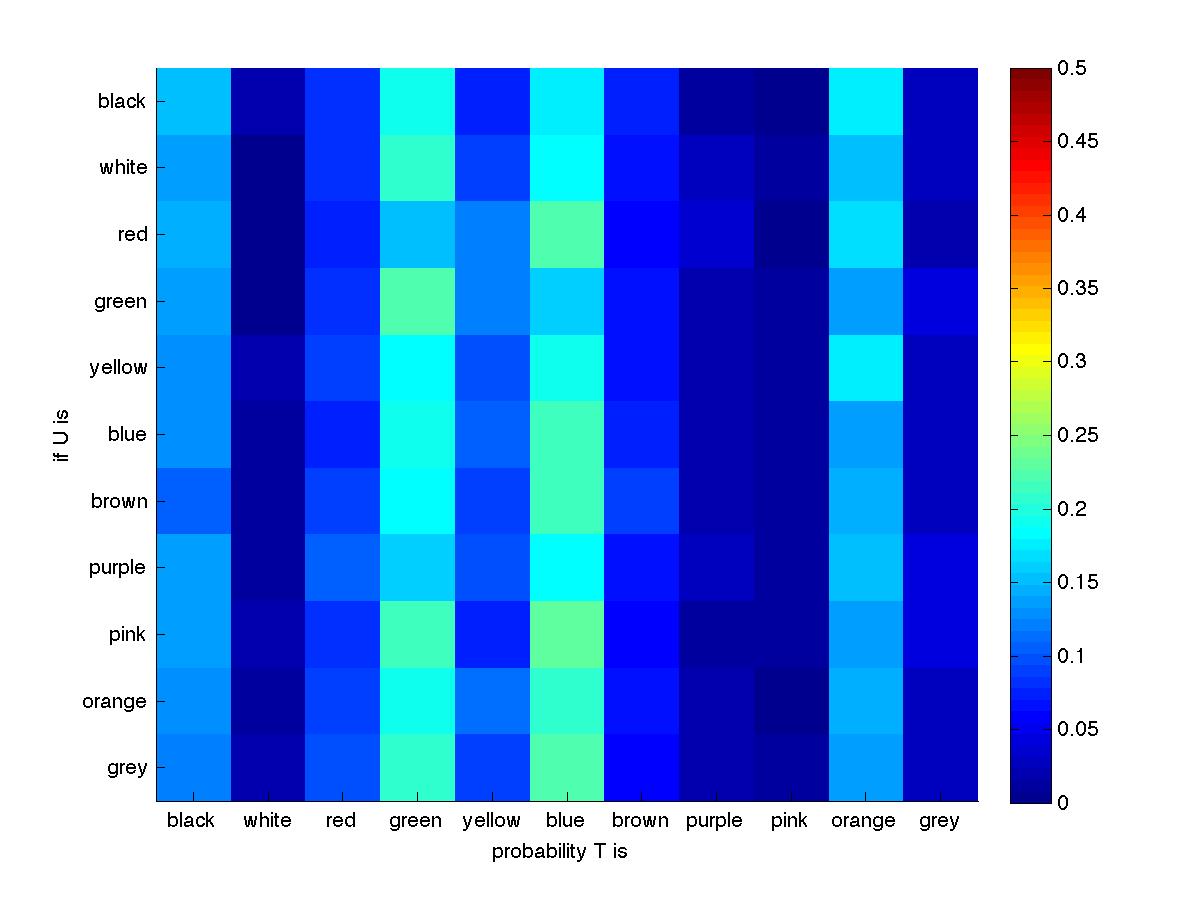 black
white
red
green
yellow
blue
brown
purple
pink
orange
grey
if U is
black white red green yellow blue brown purple pink orange grey
probability T is
0.5
0.45
0.4
0.35
0.3
0.25
0.2
0.15
0.1
0.05
0